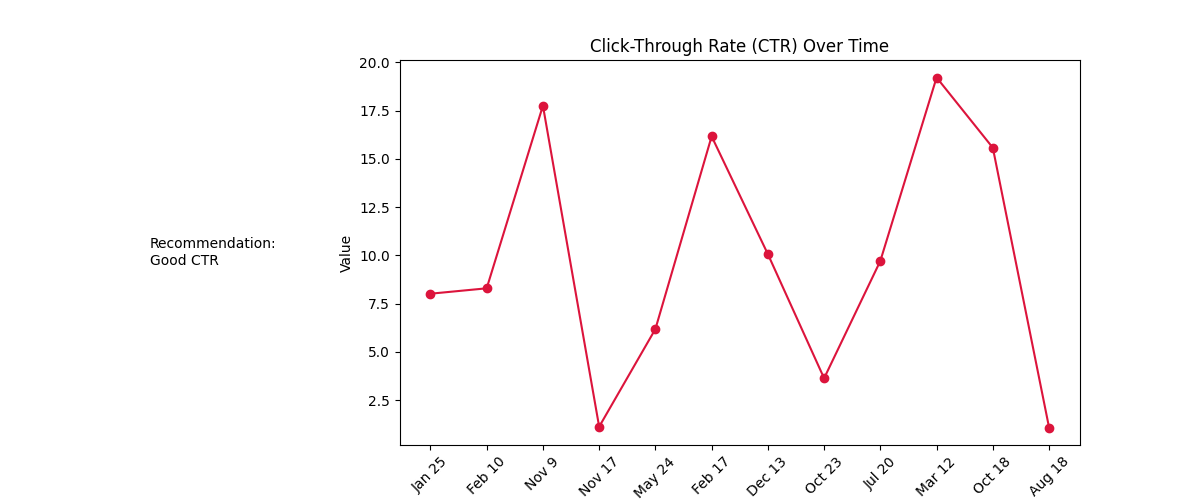 Click-Through Rate (CTR) Over Time
20.0
17.5
15.0
12.5
10.0
7.5
5.0
2.5
Value
Recommendation:
Good CTR
Jan 25
Feb 10
Nov 9
Nov 17
May 24
Feb 17
Dec 13
Oct 23
Jul 20
Mar 12
Oct 18
Aug 18